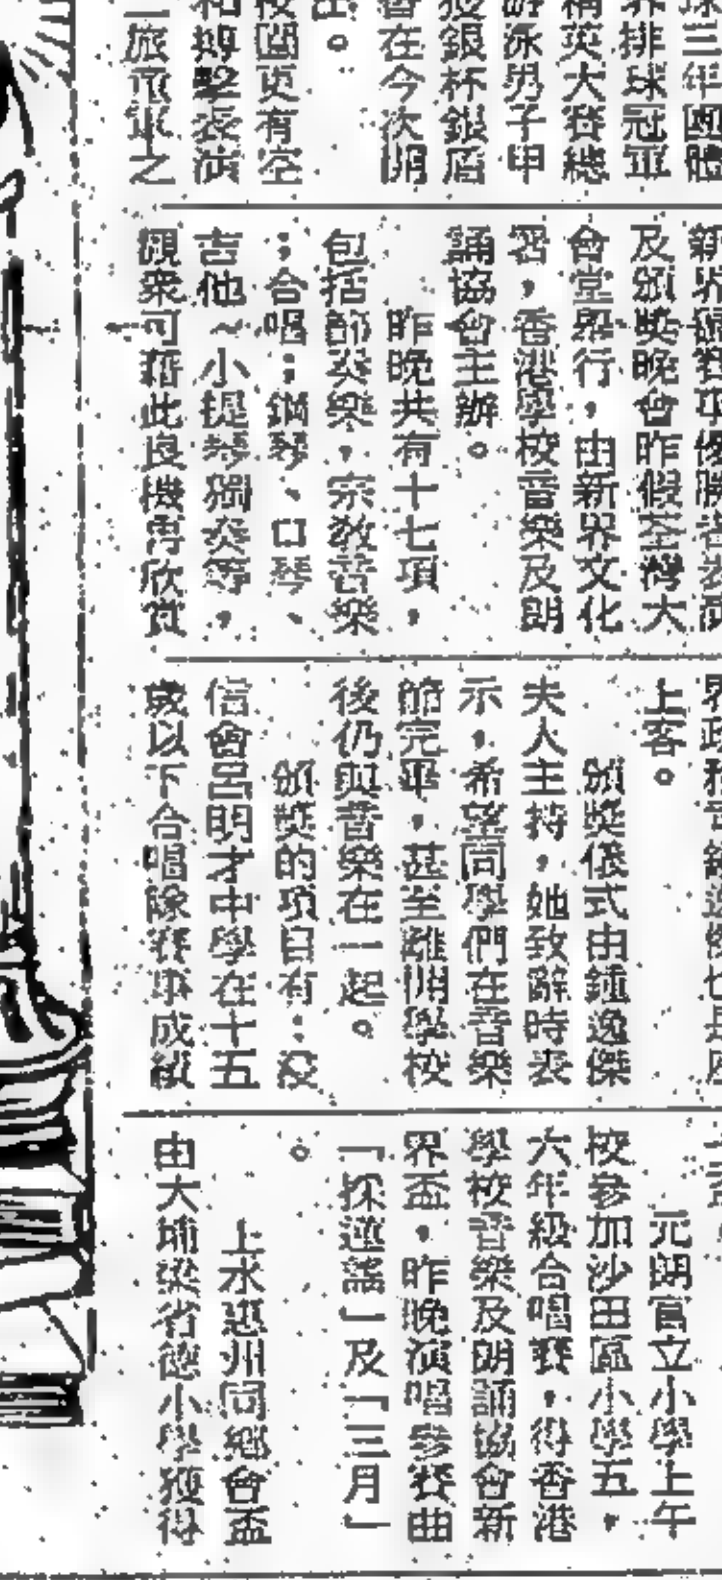 球三年團體
界排球冠軍
精英大賽總
游泳男子甲
獲銀杯銀盾
者在今次開
出。
校園更有空
和搏擊表演
一旅電單之
新界
及頒獎晚會昨假荃灣大
會堂舉行，由新界文化
署，香港學校音樂及朗
誦協會主辦。
昨晚共有十七項，
包括節奏樂，宗教音樂
；合唱；鋼琴、口琴、
吉他～小提琴獨奏等，
觀衆可藉此良機再欣賞
上客。
頒獎儀式由鍾逸傑
夫人主持，她致辭時表
示，希望同學們在音樂
節完畢，甚至離開學校
後仍與音樂在一起。
頒獎的項目有：浸
信會呂明才中學在十五
歲以下合唱隊賽事成績
元朗官立小學上午
校參加沙田區小學五，
六年級合唱賽，得香港
學校音樂及朗誦協會新
界盃，昨晚演唱參賽曲
「採蓮謠」及「三月」
。
上水惠州同鄉會盃
由大埔梁省德小學獲得